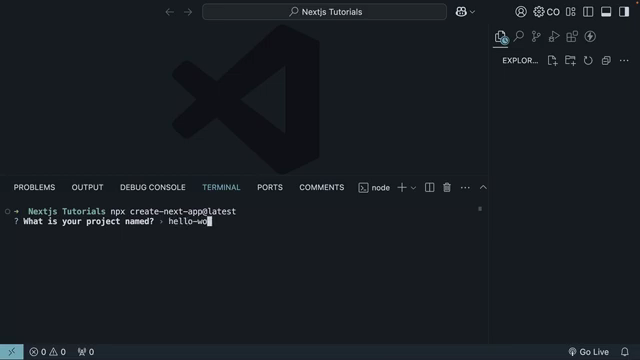 Nextjs Tutorials
CO
EXPLOR...
PROBLEMS OUTPUT DEBUG CONSOLE TERMINAL PORTS COMMENTS node
→ Nextjs Tutorials npx create-next-app@latest
? What is your project named? › hello-wo
0 0 0 Go Live